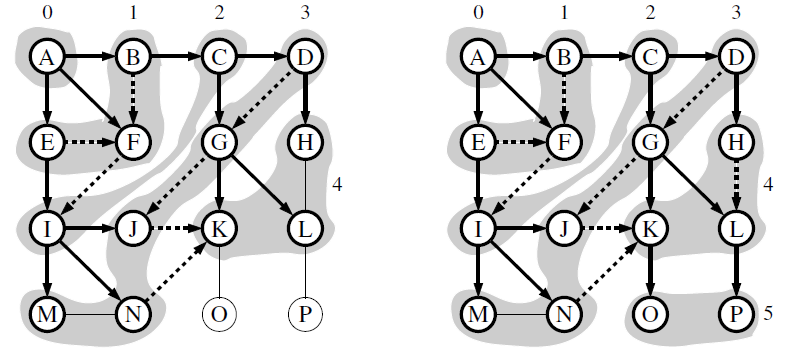 0 1 2 3 0 1 2 3
A B C D A B C D
E F G H E F G H
4 4
I J K L I J K L
M N O P M N O P 5